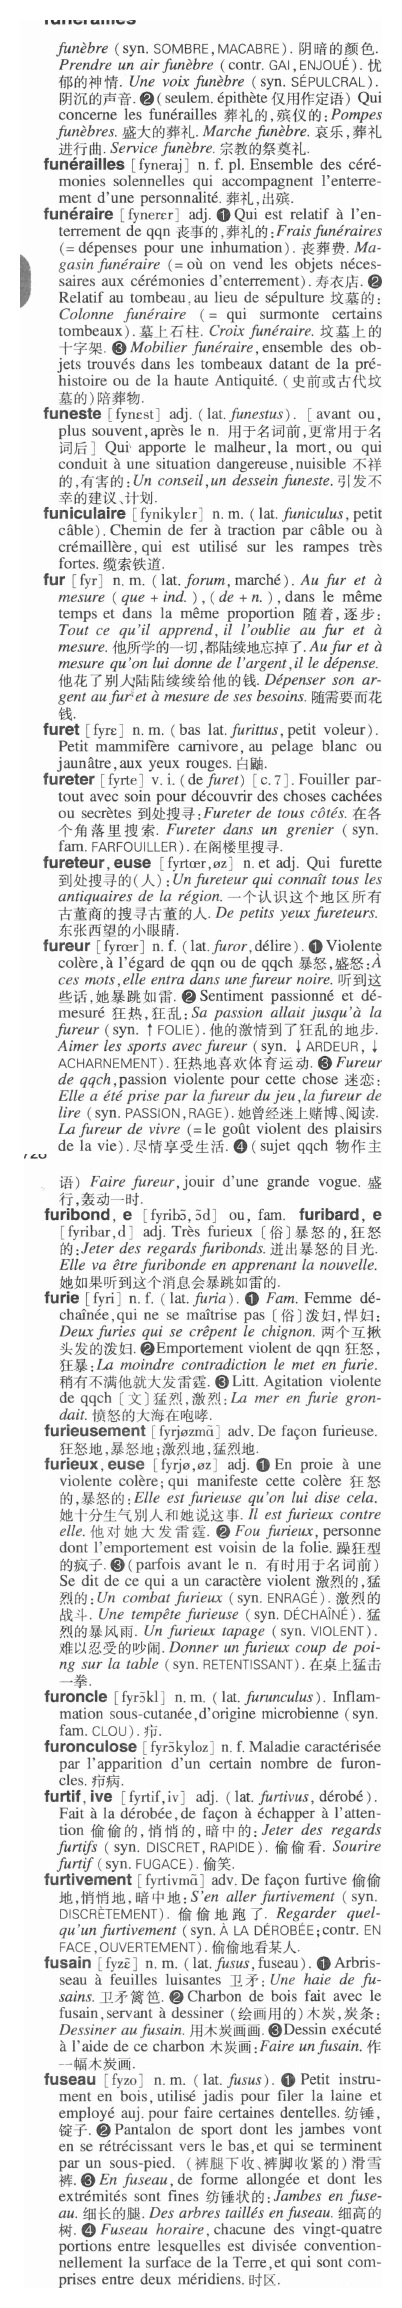 funérailles
funèbre (syn. SOMBRE, MACABRE). 阴暗的颜色.
Prendre un air funèbre (contr. GAI, ENJOUÉ). 忧
郁的神情. Une voix funèbre (syn. SÉPULCRAL).
阴沉的声音. ❷(seulem. épithète 仅用作定语) Qui
concerne les funérailles 葬礼的,殡仪的:Pompes
funèbres. 盛大的葬礼. Marche funèbre. 哀乐,葬礼
进行曲. Service funèbre. 宗教的祭奠礼.
funérailles [fyneraj] n. f. pl. Ensemble des céré-
monies solennelles qui accompagnent l'enterre-
ment d'une personnalité. 葬礼,出殡.
funéraire [fynerɛr] adj. ❶ Qui est relatif à l'en-
terrement de qqn 丧事的,葬礼的:Frais funéraires
(= dépenses pour une inhumation). 丧葬费. Ma-
gasin funéraire (= où on vend les objets néces-
saires aux cérémonies d'enterrement). 寿衣店. ❷
Relatif au tombeau, au lieu de sépulture 坟墓的:
Colonne funéraire (= qui surmonte certains
tombeaux). 墓上石柱. Croix funéraire. 坟墓上的
十字架. ❸ Mobilier funéraire, ensemble des ob-
jets trouvés dans les tombeaux datant de la pré-
histoire ou de la haute Antiquité. (史前或古代坟
墓的)陪葬物.
funeste [fynɛst] adj. (lat. funestus). [avant ou,
plus souvent, après le n. 用于名词前,更常用于名
词后] Qui apporte le malheur, la mort, ou qui
conduit à une situation dangereuse, nuisible 不祥
的,有害的:Un conseil, un dessein funeste. 引发不
幸的建议、计划.
funiculaire [fynikylɛr] n. m. (lat. funiculus, petit
câble). Chemin de fer à traction par câble ou à
crémaillère, qui est utilisé sur les rampes très
fortes. 缆索铁道.
fur [fyr] n. m. (lat. forum, marché). Au fur et à
mesure (que + ind.), (de + n.), dans le même
temps et dans la même proportion 随着,逐步:
Tout ce qu'il apprend, il l'oublie au fur et à
mesure. 他所学的一切,都陆续地忘掉了. Au fur et à
mesure qu'on lui donne de l'argent, il le dépense.
他花了别人陆陆续续给他的钱. Dépenser son ar-
gent au fur et à mesure de ses besoins. 随需要而花
钱.
furet [fyrɛ] n. m. (bas lat. furittus, petit voleur).
Petit mammifère carnivore, au pelage blanc ou
jaunâtre, aux yeux rouges. 白鼬.
fureter [fyrte] v. i. (de furet) [c. 7]. Fouiller par-
tout avec soin pour découvrir des choses cachées
ou secrètes 到处搜寻:Fureter de tous côtés. 在各
个角落里搜索. Fureter dans un grenier (syn.
fam. FARFOUILLER). 在阁楼里搜寻.
fureteur, euse [fyrtœr, øz] n. et adj. Qui furette
到处搜寻的(人):Un fureteur qui connaît tous les
antiquaires de la région. 一个认识这个地区所有
古董商的搜寻古董的人. De petits yeux fureteurs.
东张西望的小眼睛.
fureur [fyrœr] n. f. (lat. furor, délire). ❶ Violente
colère, à l'égard de qqn ou de qqch 暴怒,盛怒:À
ces mots, elle entra dans une fureur noire. 听到这
些话,她暴跳如雷. ❷ Sentiment passionné et dé-
mesuré 狂热,狂乱:Sa passion allait jusqu'à la
fureur (syn. ↑ FOLIE). 他的激情到了狂乱的地步.
Aimer les sports avec fureur (syn. ↓ ARDEUR, ↓
ACHARNEMENT). 狂热地喜欢体育运动. ❸ Fureur
de qqch, passion violente pour cette chose 迷恋:
Elle a été prise par la fureur du jeu, la fureur de
lire (syn. PASSION, RAGE). 她曾经迷上赌博、阅读.
La fureur de vivre (= le goût violent des plaisirs
de la vie). 尽情享受生活. ❹ (sujet qqch 物作主
语) Faire fureur, jouir d'une grande vogue. 盛
行,轰动一时.
furibond, e [fyribɔ̃, ɔ̃d] ou, fam. furibard, e
[fyribar, d] adj. Très furieux [俗]暴怒的,狂怒
的:Jeter des regards furibonds. 迸出暴怒的目光.
Elle va être furibonde en apprenant la nouvelle.
她如果听到这个消息会暴跳如雷的.
furie [fyri] n. f. (lat. furia). ❶ Fam. Femme dé-
chaînée, qui ne se maîtrise pas [俗]泼妇,悍妇:
Deux furies qui se crêpent le chignon. 两个互揪
头发的泼妇. ❷Emportement violent de qqn 狂怒,
狂暴:La moindre contradiction le met en furie.
稍有不满他就大发雷霆. ❸ Litt. Agitation violente
de qqch [文]猛烈,激烈:La mer en furie gron-
dait. 愤怒的大海在咆哮.
furieusement [fyrjøzmɑ̃] adv. De façon furieuse.
狂怒地,暴怒地;激烈地,猛烈地.
furieux, euse [fyrjø, øz] adj. ❶ En proie à une
violente colère; qui manifeste cette colère 狂怒
的,暴怒的:Elle est furieuse qu'on lui dise cela.
她十分生气别人和她说这事. Il est furieux contre
elle. 他对她大发雷霆. ❷ Fou furieux, personne
dont l'emportement est voisin de la folie. 躁狂型
的疯子. ❸(parfois avant le n. 有时用于名词前)
Se dit de ce qui a un caractère violent 激烈的,猛
烈的:Un combat furieux (syn. ENRAGÉ). 激烈的
战斗. Une tempête furieuse (syn. DÉCHAÎNÉ). 猛
烈的暴风雨. Un furieux tapage (syn. VIOLENT).
难以忍受的吵闹. Donner un furieux coup de poi-
ng sur la table (syn. RETENTISSANT). 在桌上猛击
一拳.
furoncle [fyrɔ̃kl] n. m. (lat. furunculus). Inflam-
mation sous-cutanée, d'origine microbienne (syn.
fam. CLOU). 疖.
furonculose [fyrɔ̃kyloz] n. f. Maladie caractérisée
par l'apparition d'un certain nombre de furon-
cles. 疖病.
furtif, ive [fyrtif, iv] adj. (lat. furtivus, dérobé).
Fait à la dérobée, de façon à échapper à l'atten-
tion 偷偷的,悄悄的,暗中的:Jeter des regards
furtifs (syn. DISCRET, RAPIDE). 偷偷看. Sourire
furtif (syn. FUGACE). 偷笑.
furtivement [fyrtivmɑ̃] adv. De façon furtive 偷偷
地,悄悄地,暗中地:S'en aller furtivement (syn.
DISCRÈTEMENT). 偷偷地跑了. Regarder quel-
qu'un furtivement (syn. À LA DÉROBÉE; contr. EN
FACE, OUVERTEMENT). 偷偷地看某人.
fusain [fyzɛ̃] n. m. (lat. fusus, fuseau). ❶ Arbris-
seau à feuilles luisantes 卫矛:Une haie de fu-
sains. 卫矛篱笆. ❷ Charbon de bois fait avec le
fusain, servant à dessiner (绘画用的)木炭,炭条:
Dessiner au fusain. 用木炭画画. ❸Dessin exécuté
à l'aide de ce charbon 木炭画:Faire un fusain. 作
一幅木炭画.
fuseau [fyzo] n. m. (lat. fusus). ❶ Petit instru-
ment en bois, utilisé jadis pour filer la laine et
employé auj. pour faire certaines dentelles. 纺锤,
锭子. ❷ Pantalon de sport dont les jambes vont
en se rétrécissant vers le bas, et qui se terminent
par un sous-pied. (裤腿下收、裤脚收紧的)滑雪
裤. ❸ En fuseau, de forme allongée et dont les
extrémités sont fines 纺锤状的:Jambes en fuse-
au. 细长的腿. Des arbres taillés en fuseau. 细高的
树. ❹ Fuseau horaire, chacune des vingt-quatre
portions entre lesquelles est divisée convention-
nellement la surface de la Terre, et qui sont com-
prises entre deux méridiens. 时区.